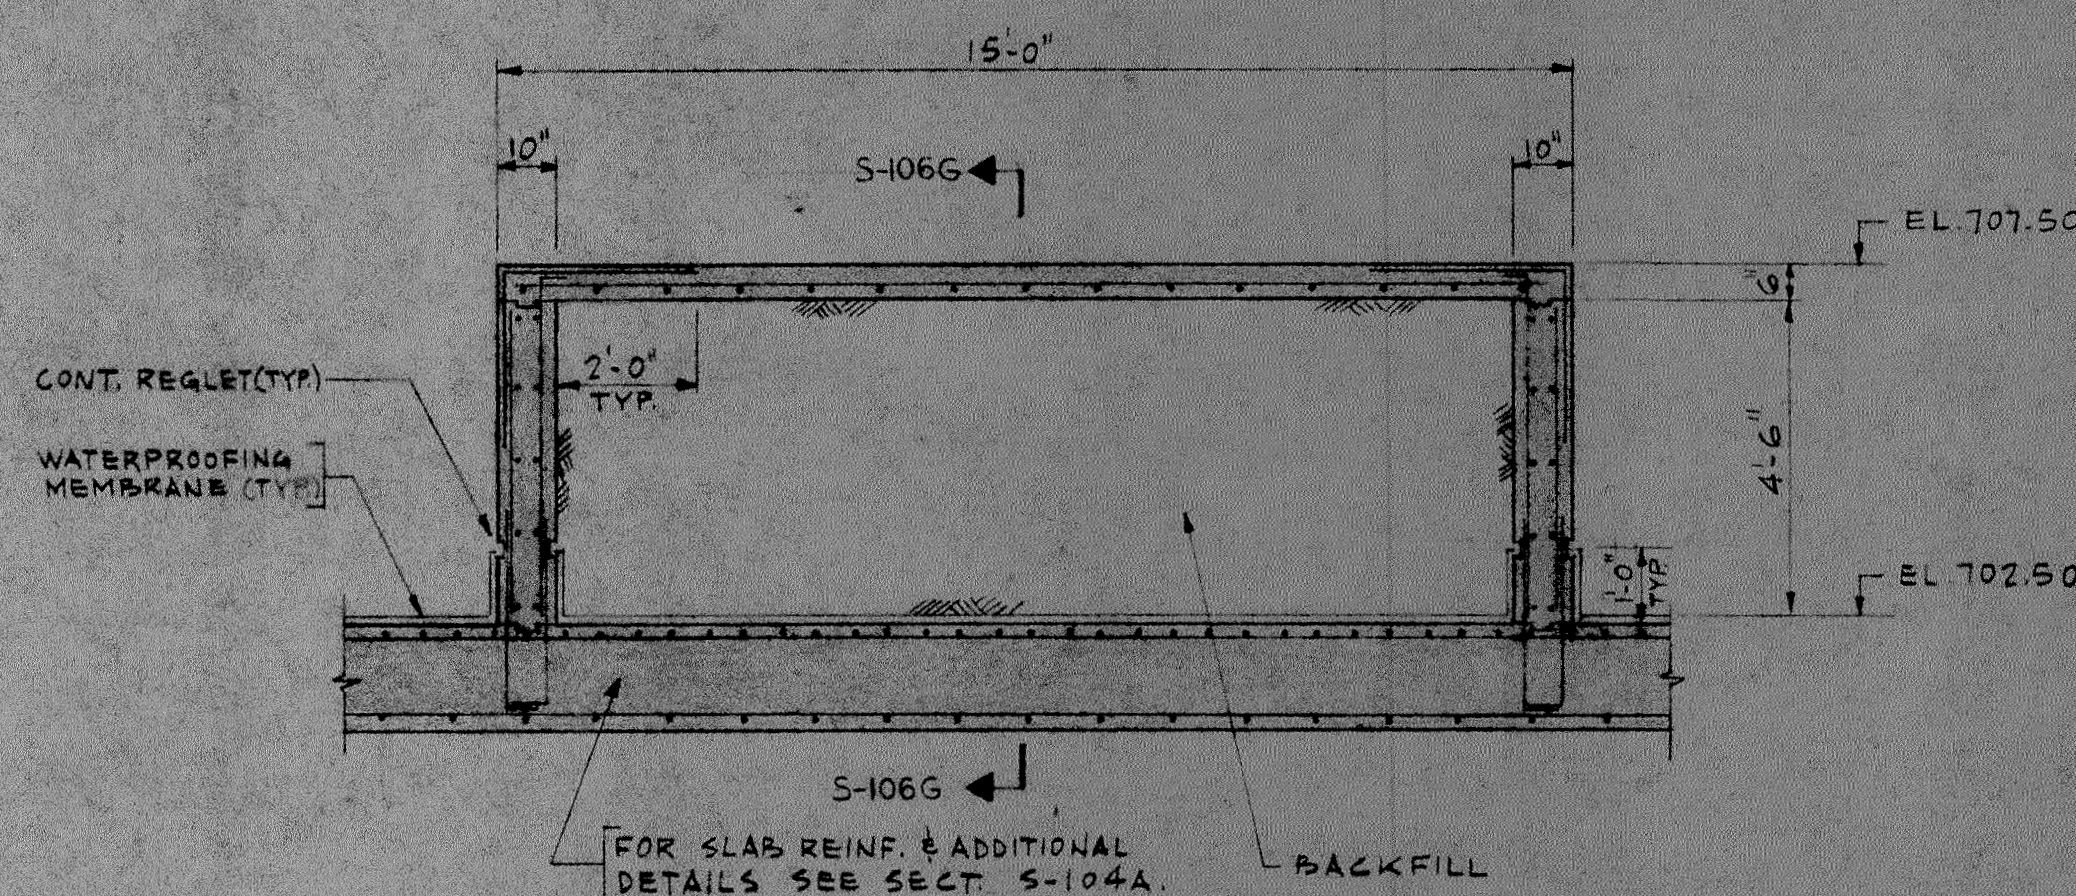 15'-0"
10"
S-106G
10"
EL. 707.50
6"
2'-0"
TYP.
CONT. REGLET (TYP.)
WATERPROOFING
MEMBRANE (TYP.)
4'-6"
1'-0"
TYP.
EL. 702.50
S-106G
FOR SLAB REINF. & ADDITIONAL
DETAILS SEE SECT. S-104A.
BACKFILL